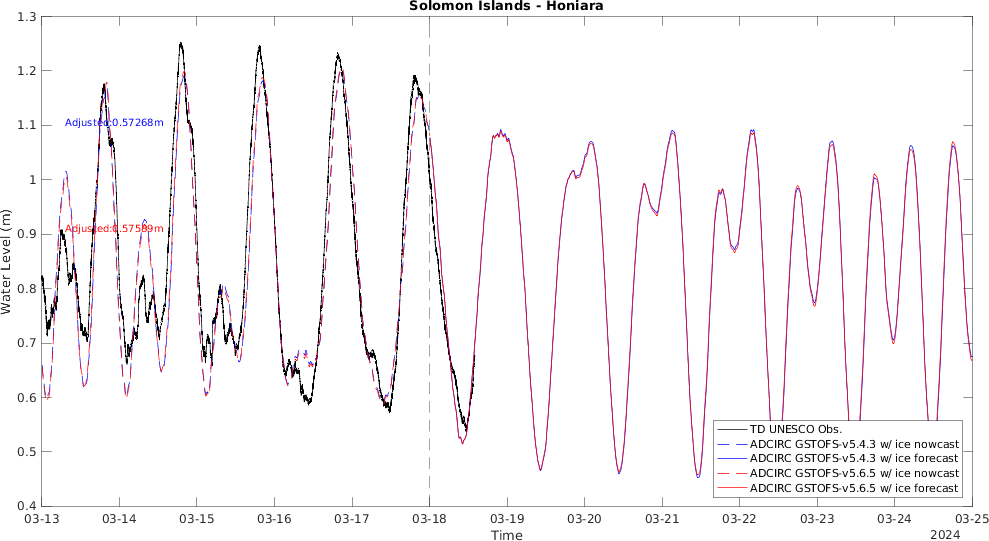 Solomon Islands - Honiara
1.3
1.2
1.1
1
0.9
0.8
0.7
0.6
0.5
0.4
Water Level (m)
Adjusted:0.57268m
Adjusted:0.57589m
TD UNESCO Obs.
ADCIRC GSTOFS-v5.4.3 w/ ice nowcast
ADCIRC GSTOFS-v5.4.3 w/ ice forecast
ADCIRC GSTOFS-v5.6.5 w/ ice nowcast
ADCIRC GSTOFS-v5.6.5 w/ ice forecast
03-13 03-14 03-15 03-16 03-17 03-18 03-19 03-20 03-21 03-22 03-23 03-24 03-25
Time
2024